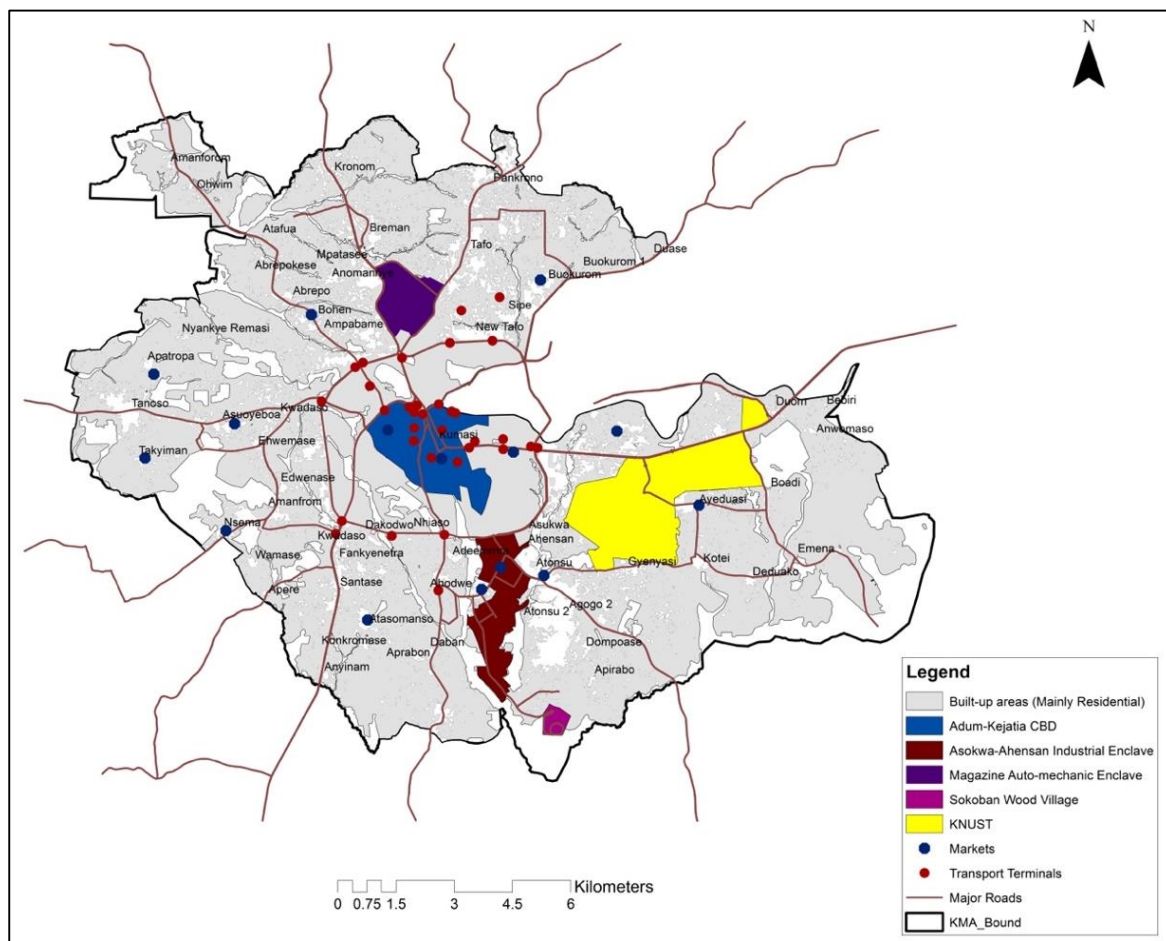 N
Amanforom
Ohwim
Kronom
Pankrono
Atafua
Breman
Tafo
Duase
Mpatasee
Buokurom 1
Abrepokese
Anomannye
Buokurom
Abrepo
Sipe
Bohen
Ampabame
New Tafo
Nyankye Remasi
Apatropa
Tanoso
Kwadaso
Duom
Bebiri
Asuoyeboa
Anwomaso
Kumasi
Ehwemase
Takyiman
Edwenase
Boadi
Amanfrom
Ayeduasi
Nsema
Dakodwo
Nhiaso
Asukwa
Kwadaso
Ahensan
Wamase
Fankyenefra
Emena
Atonsu
Gyenyasi
Kotei
Deduako
Santase
Apere
Ahodwe
Agogo 2
Atonsu 2
Atasomanso
Konkromase
Daban
Dompoase
Aprabon
Anyinam
Apirabo
Legend
Built-up areas (Mainly Residential)
Adum-Kejatia CBD
Asokwa-Ahensan Industrial Enclave
Magazine Auto-mechanic Enclave
Sokoban Wood Village
KNUST
Markets
Transport Terminals
Major Roads
KMA_Bound
Kilometers
0 0.75 1.5 3 4.5 6